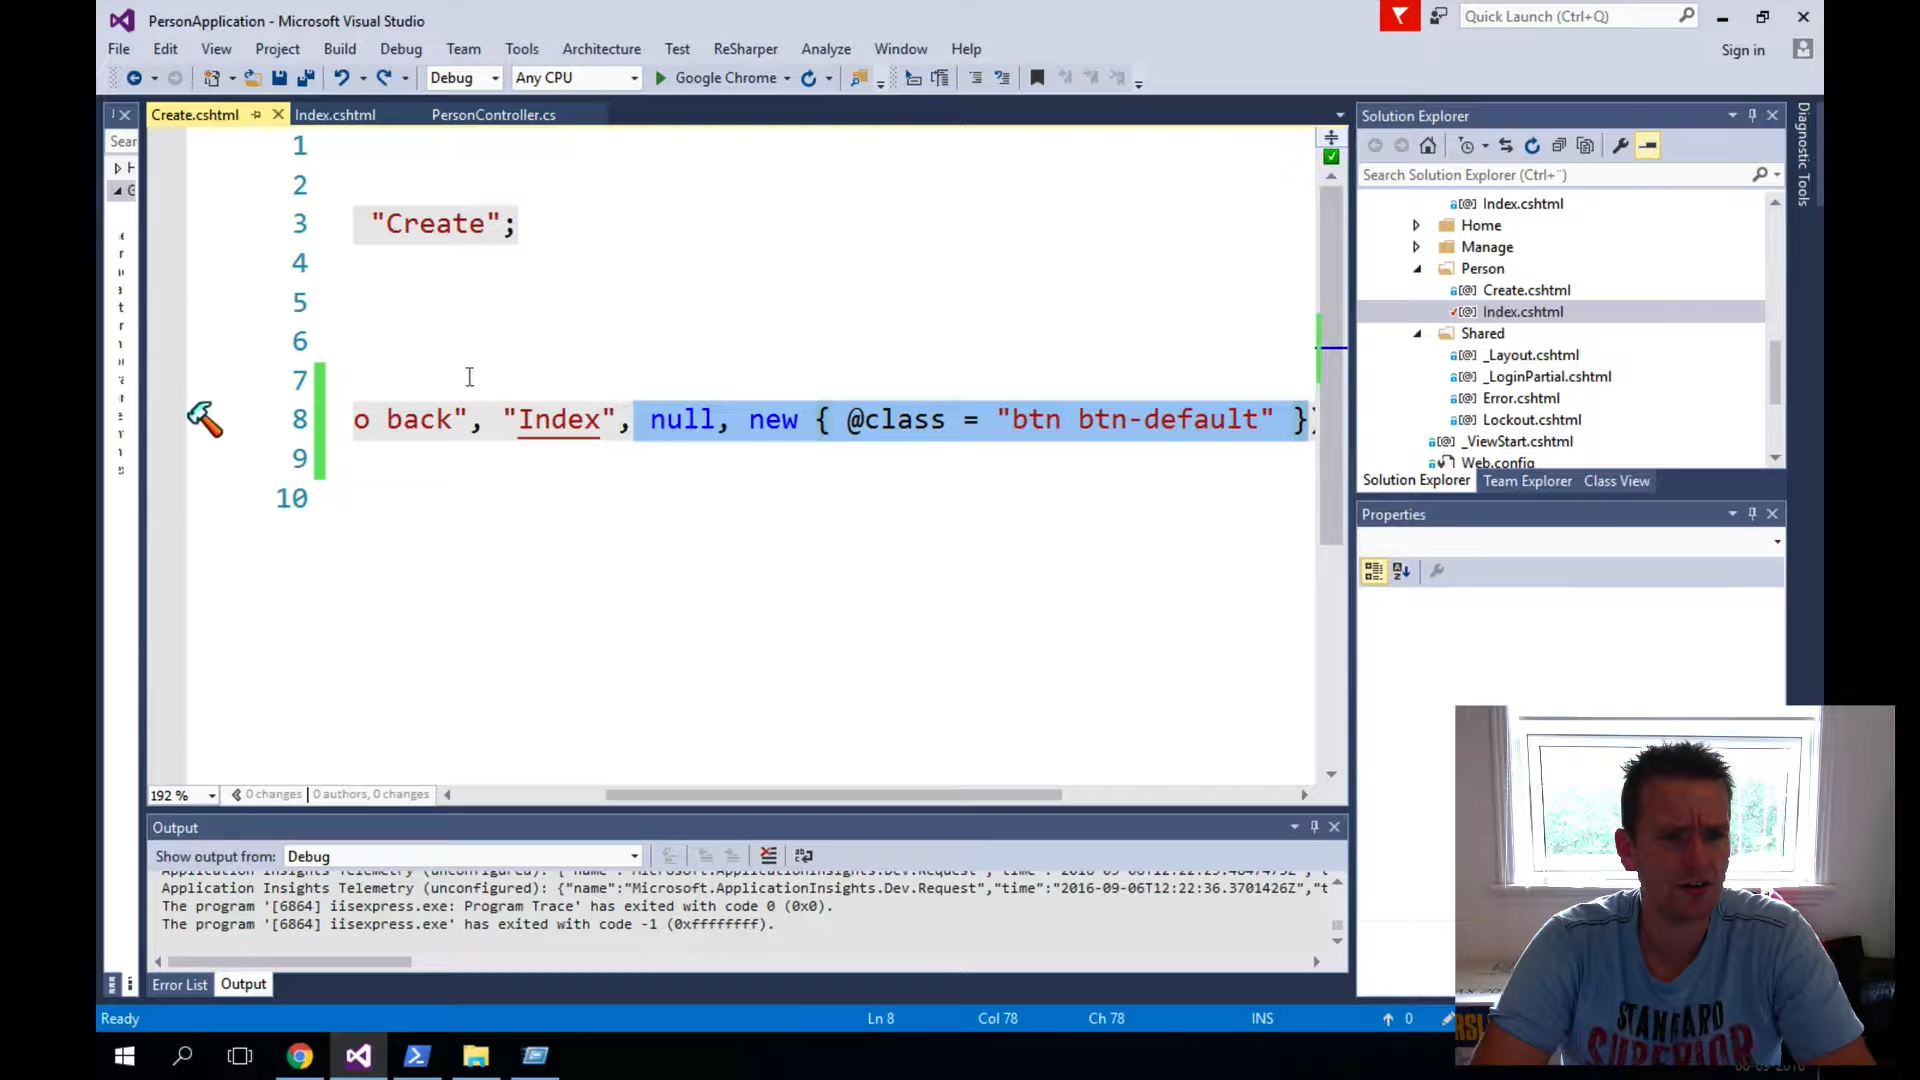 PersonApplication - Microsoft Visual Studio
Quick Launch (Ctrl+Q)
File Edit View Project Build Debug Team Tools Architecture Test ReSharper Analyze Window Help
Sign in
Debug Any CPU Google Chrome
Create.cshtml Index.cshtml PersonController.cs
Sear
1
2
3 "Create";
4
5
6
7
8 o back", "Index", null, new { @class = "btn btn-default" })
9
10
192 % 0 changes | 0 authors, 0 changes
Solution Explorer
Search Solution Explorer (Ctrl+¨)
Index.cshtml
Home
Manage
Person
Create.cshtml
Index.cshtml
Shared
_Layout.cshtml
_LoginPartial.cshtml
Error.cshtml
Lockout.cshtml
_ViewStart.cshtml
Web.config
Solution Explorer Team Explorer Class View
Diagnostic Tools
Properties
Output
Show output from: Debug
Application Insights Telemetry (unconfigured): {"name":"Microsoft.ApplicationInsights.Dev.Request","time":"2016-09-06T12:22:36.3701426Z","t
The program '[6864] iisexpress.exe: Program Trace' has exited with code 0 (0x0).
The program '[6864] iisexpress.exe' has exited with code -1 (0xffffffff).
Error List Output
Ready Ln 8 Col 78 Ch 78 INS 0
STANFARD
SUPERIOR